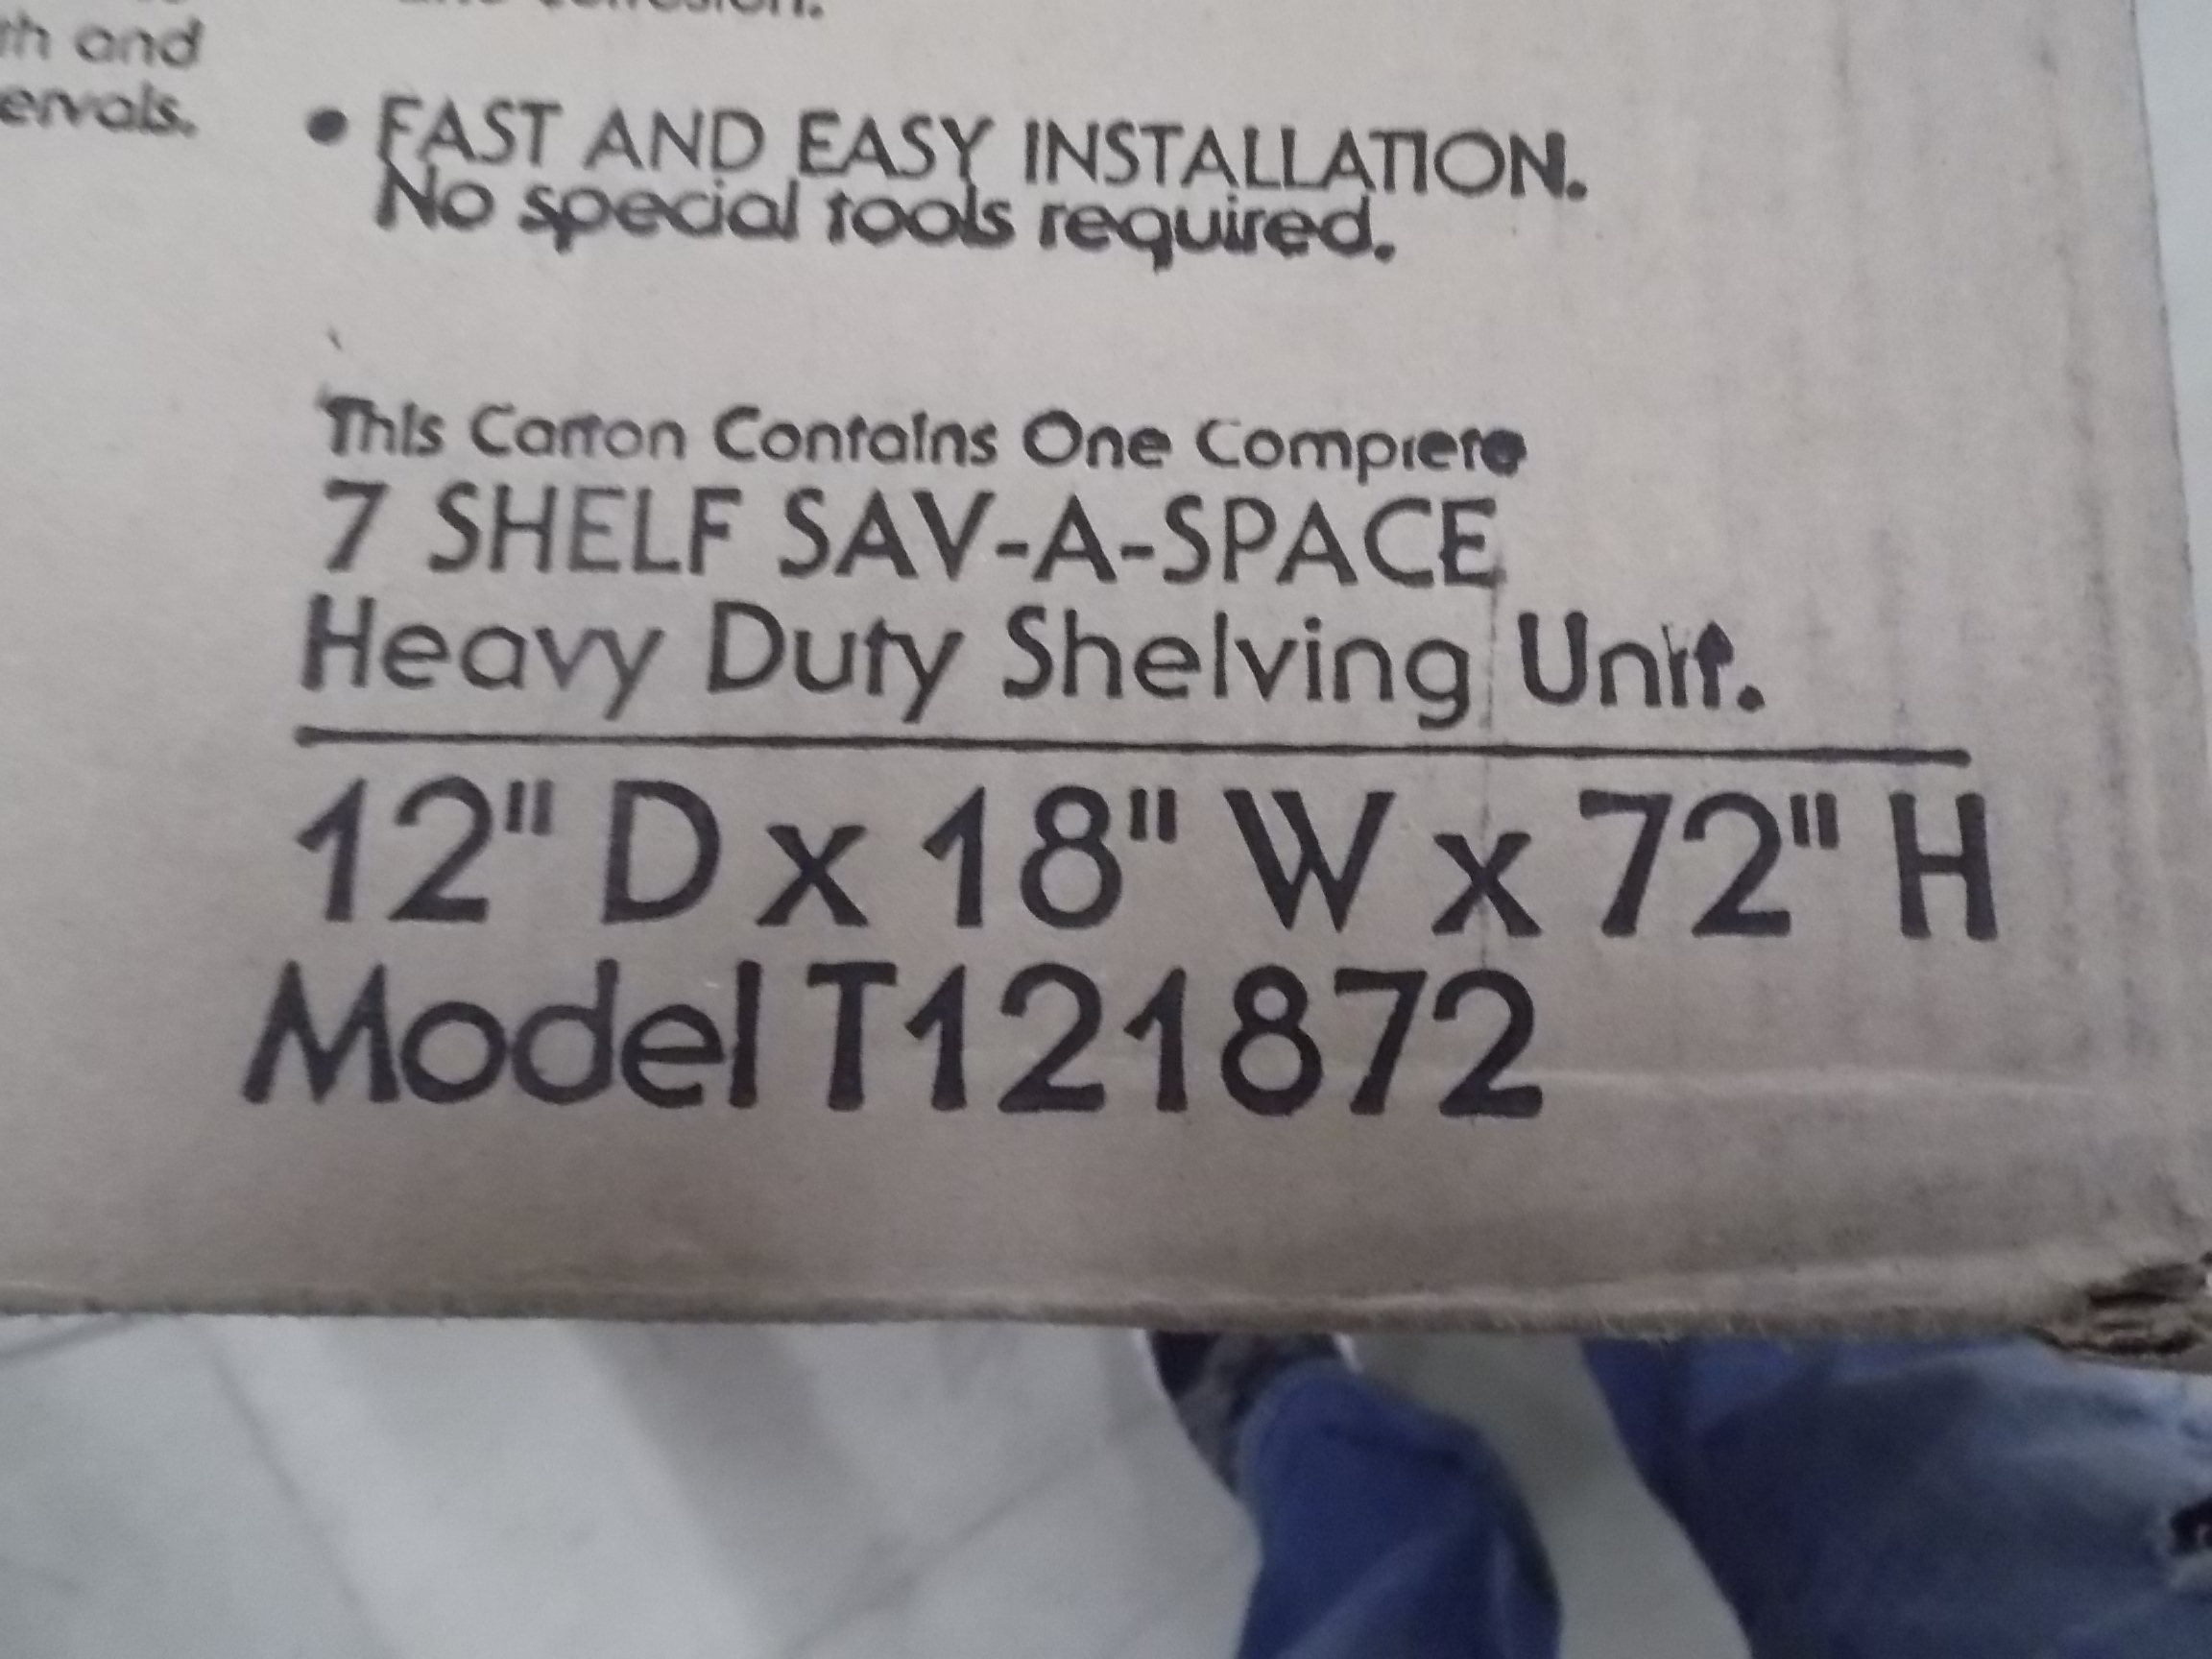 th and
ervals.
• FAST AND EASY INSTALLATION.
No special tools required.
This Carton Contains One Complete
7 SHELF SAV-A-SPACE
Heavy Duty Shelving Unit.
12" D x 18" W x 72" H
Model T121872